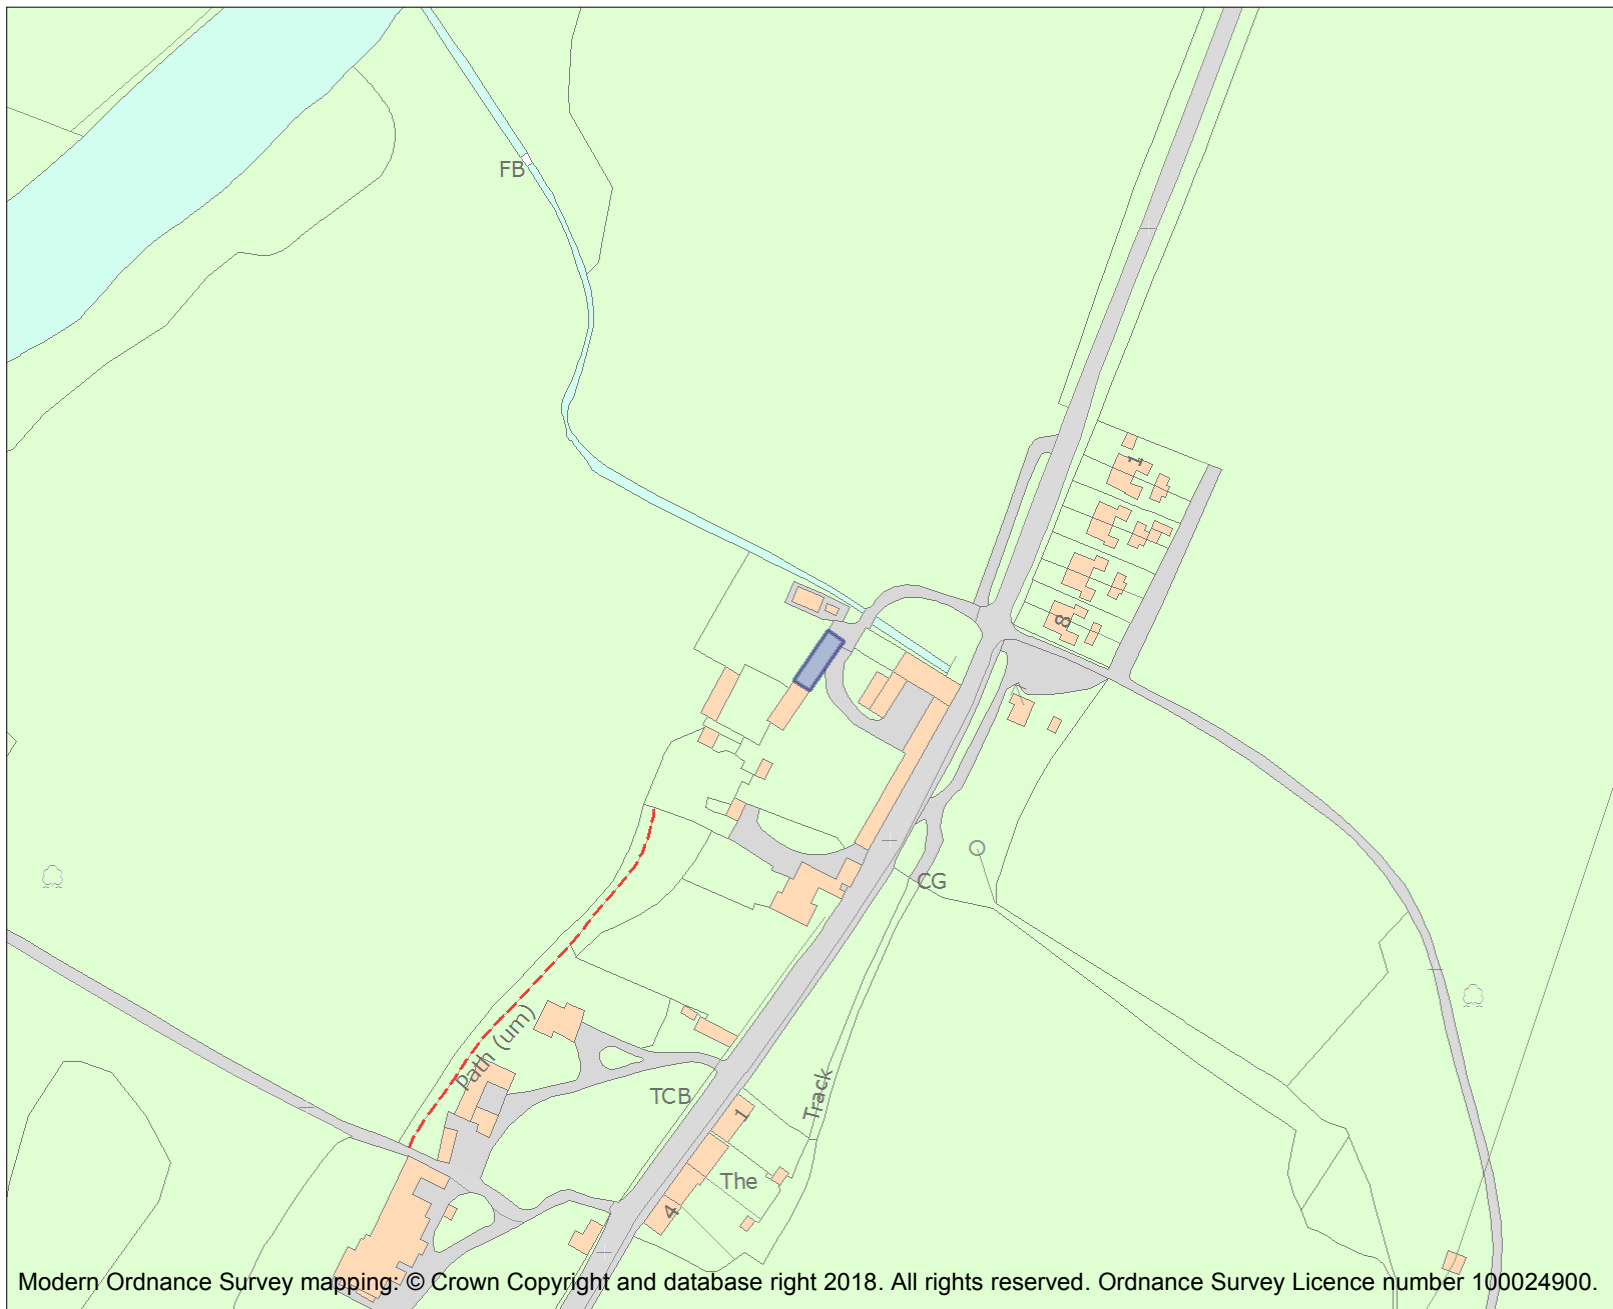 FB
1
8
CG
Path (um)
TCB
Track
1
The
4
Modern Ordnance Survey mapping: © Crown Copyright and database right 2018. All rights reserved. Ordnance Survey Licence number 100024900.